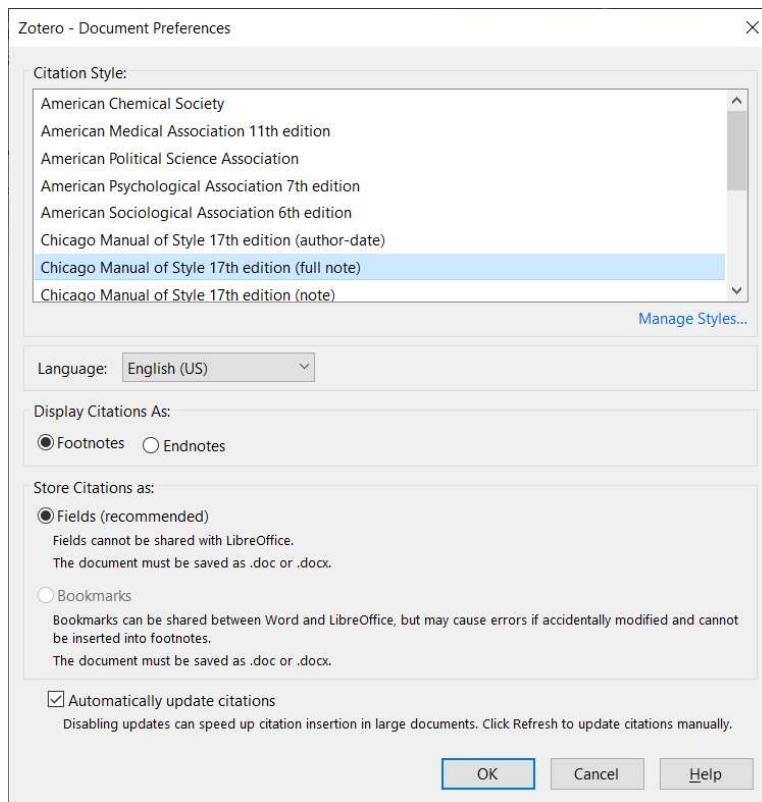 Zotero - Document Preferences
Citation Style:
American Chemical Society
American Medical Association 11th edition
American Political Science Association
American Psychological Association 7th edition
American Sociological Association 6th edition
Chicago Manual of Style 17th edition (author-date)
Chicago Manual of Style 17th edition (full note)
Chicago Manual of Style 17th edition (note)
Manage Styles...
Language: English (US)
Display Citations As:
Footnotes Endnotes
Store Citations as:
Fields (recommended)
Fields cannot be shared with LibreOffice.
The document must be saved as .doc or .docx.
Bookmarks
Bookmarks can be shared between Word and LibreOffice, but may cause errors if accidentally modified and cannot
be inserted into footnotes.
The document must be saved as .doc or .docx.
Automatically update citations
Disabling updates can speed up citation insertion in large documents. Click Refresh to update citations manually.
OK Cancel Help